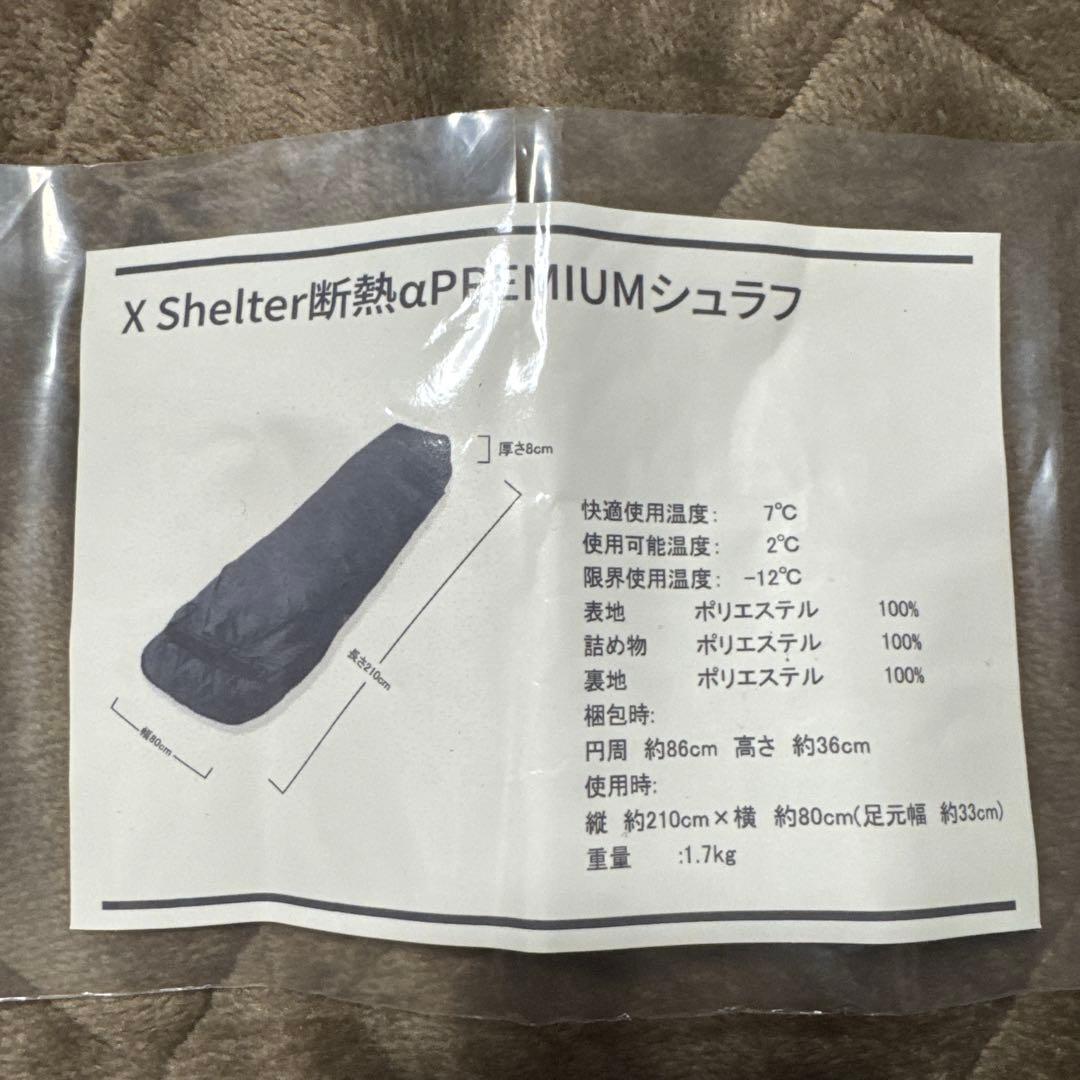 X Shelter断熱αPREMIUMシュラフ
厚さ8cm
長さ210cm
幅80cm
快適使用温度: 7℃
使用可能温度: 2℃
限界使用温度: -12℃
表地 ポリエステル 100%
詰め物 ポリエステル 100%
裏地 ポリエステル 100%
梱包時:
円周 約86cm 高さ 約36cm
使用時:
縦 約210cm×横 約80cm(足元幅 約33cm)
重量 :1.7kg